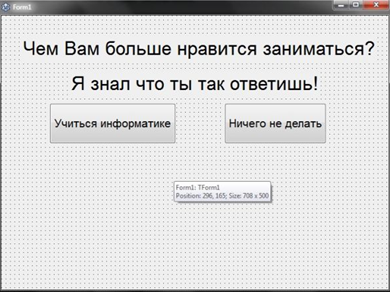 Form1
Чем Вам больше нравится заниматься?
Я знал что ты так ответишь!
Учиться информатике
Ничего не делать
Form1: TForm1
Position: 296, 165; Size: 708 x 500